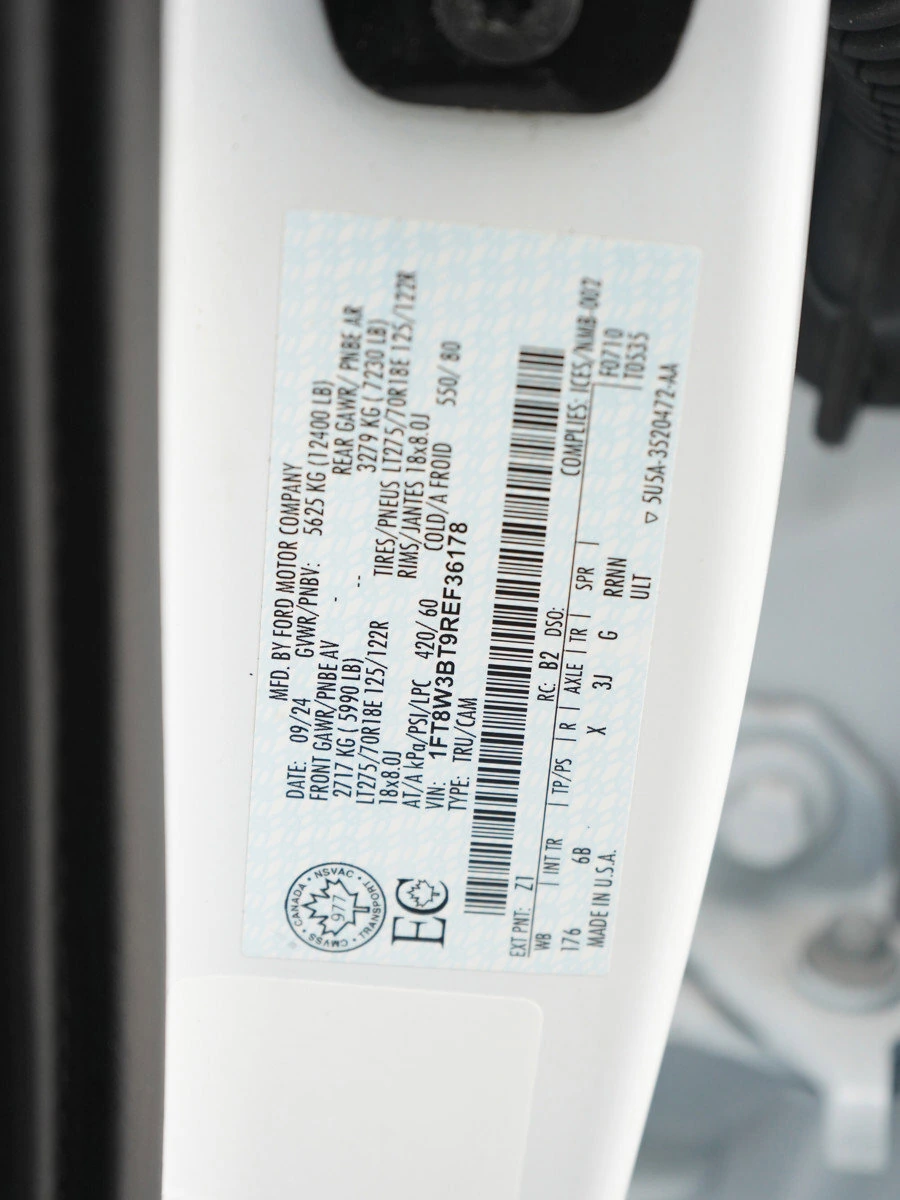 MFD. BY FORD MOTOR COMPANY
DATE: 09/24 GVWR/PNBV: 5625 KG (12400 LB)
FRONT GAWR/PNBE AV - REAR GAWR/ PNBE AR
2717 KG ( 5990 LB) -- 3279 KG ( 7230 LB)
LT275/70R18E 125/122R TIRES/PNEUS LT275/70R18E 125/122R
18x8.0J RIMS/JANTES 18x8.0J
AT/A kPa/PSI/LPC 420/ 60 COLD/A FROID 550/ 80
VIN: 1FT8W3BT9REF36178
TYPE: TRU/CAM
CANADA • NSVAC • TRANSPORT • CMVSS •
977
EC
COMPLIES: ICES/NMB-002
EXT PNT: Z1 RC: B2 DSO: F0710
WB | INT TR | TP/PS | R | AXLE | TR | SPR | T0535
176 6B X 3J G RRNN
ULT
MADE IN U.S.A. ▽ 5U5A-3520472-AA